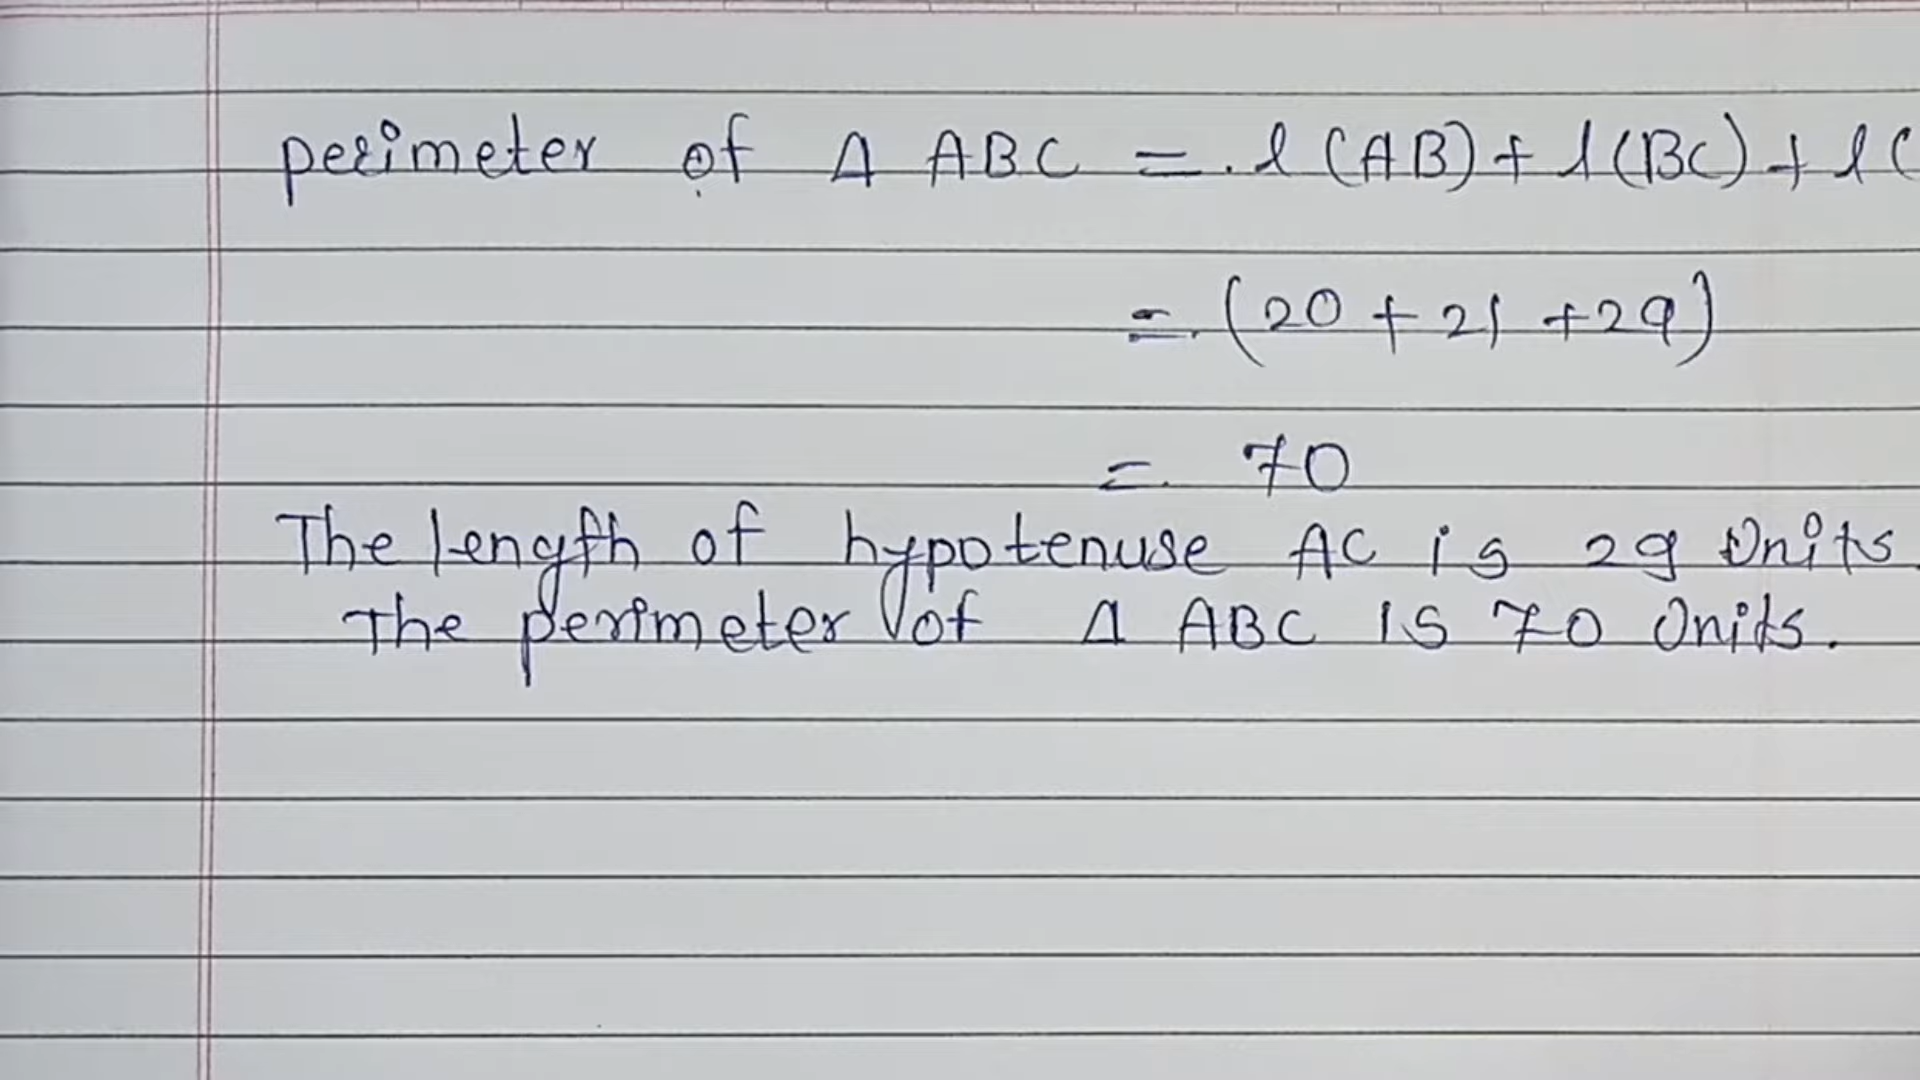 perimeter of Δ ABC = l (AB) + l (BC) + l (
= (20 + 21 + 29)
= 70
The length of hypotenuse AC is 29 Units.
The perimeter of Δ ABC is 70 Units.